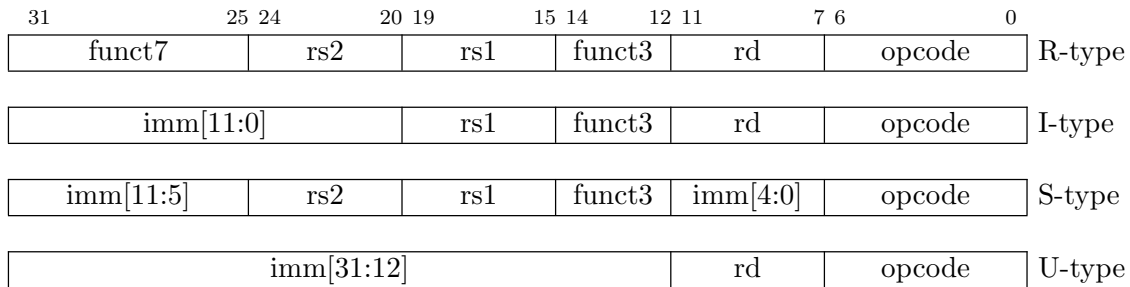 31 25 24 20 19 15 14 12 11 7 6 0
funct7 rs2 rs1 funct3 rd opcode R-type
imm[11:0] rs1 funct3 rd opcode I-type
imm[11:5] rs2 rs1 funct3 imm[4:0] opcode S-type
imm[31:12] rd opcode U-type